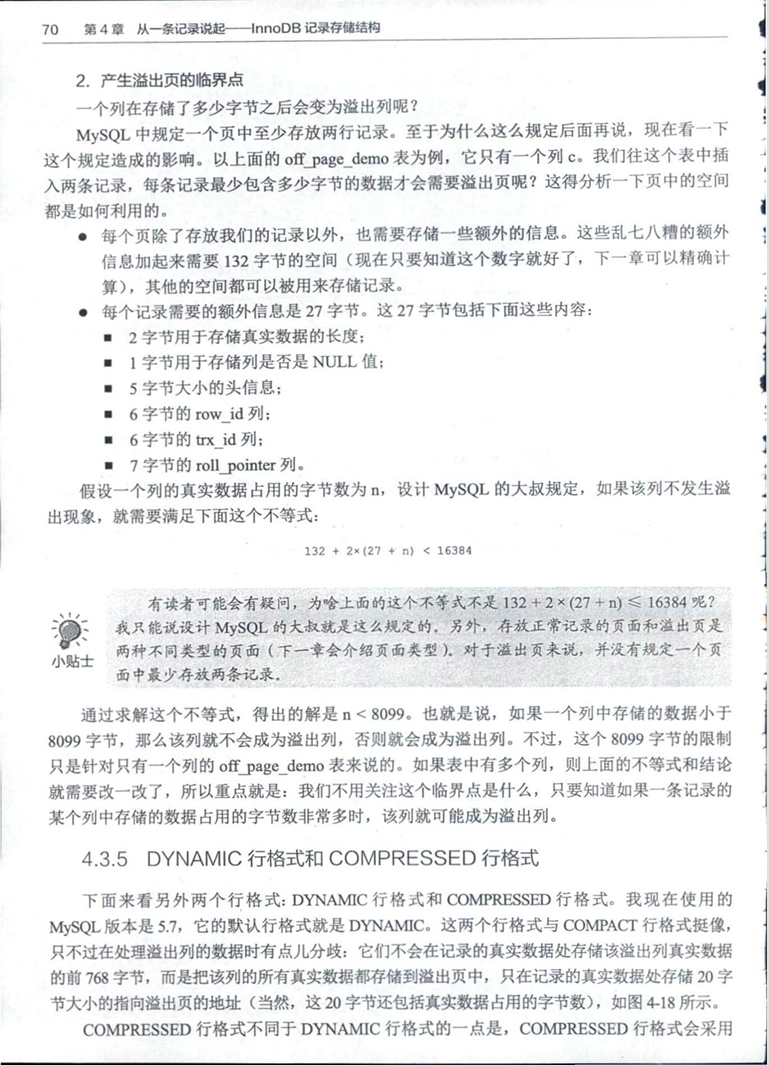 70 第 4 章 从一条记录说起——InnoDB 记录存储结构
2. 产生溢出页的临界点
一个列在存储了多少字节之后会变为溢出列呢？
MySQL 中规定一个页中至少存放两行记录。至于为什么这么规定后面再说，现在看一下
这个规定造成的影响。以上面的 off_page_demo 表为例，它只有一个列 c。我们往这个表中插
入两条记录，每条记录最少包含多少字节的数据才会需要溢出页呢？这得分析一下页中的空间
都是如何利用的。
● 每个页除了存放我们的记录以外，也需要存储一些额外的信息。这些乱七八糟的额外
信息加起来需要 132 字节的空间（现在只要知道这个数字就好了，下一章可以精确计
算），其他的空间都可以被用来存储记录。
● 每个记录需要的额外信息是 27 字节。这 27 字节包括下面这些内容：
■ 2 字节用于存储真实数据的长度；
■ 1 字节用于存储列是否是 NULL 值；
■ 5 字节大小的头信息；
■ 6 字节的 row_id 列；
■ 6 字节的 trx_id 列；
■ 7 字节的 roll_pointer 列。
假设一个列的真实数据占用的字节数为 n，设计 MySQL 的大叔规定，如果该列不发生溢
出现象，就需要满足下面这个不等式：
132 + 2×(27 + n) < 16384
有读者可能会有疑问，为啥上面的这个不等式不是 132 + 2 × (27 + n) ≤ 16384 呢？
我只能说设计 MySQL 的大叔就是这么规定的。另外，存放正常记录的页面和溢出页是
两种不同类型的页面（下一章会介绍页面类型）。对于溢出页来说，并没有规定一个页
面中最少存放两条记录。
小贴士
通过求解这个不等式，得出的解是 n < 8099。也就是说，如果一个列中存储的数据小于
8099 字节，那么该列就不会成为溢出列，否则就会成为溢出列。不过，这个 8099 字节的限制
只是针对只有一个列的 off_page_demo 表来说的。如果表中有多个列，则上面的不等式和结论
就需要改一改了，所以重点就是：我们不用关注这个临界点是什么，只要知道如果一条记录的
某个列中存储的数据占用的字节数非常多时，该列就可能成为溢出列。
4.3.5 DYNAMIC 行格式和 COMPRESSED 行格式
下面来看另外两个行格式：DYNAMIC 行格式和 COMPRESSED 行格式。我现在使用的
MySQL 版本是 5.7，它的默认行格式就是 DYNAMIC。这两个行格式与 COMPACT 行格式挺像，
只不过在处理溢出列的数据时有点儿分歧：它们不会在记录的真实数据处存储该溢出列真实数据
的前 768 字节，而是把该列的所有真实数据都存储到溢出页中，只在记录的真实数据处存储 20 字
节大小的指向溢出页的地址（当然，这 20 字节还包括真实数据占用的字节数），如图 4-18 所示。
COMPRESSED 行格式不同于 DYNAMIC 行格式的一点是，COMPRESSED 行格式会采用